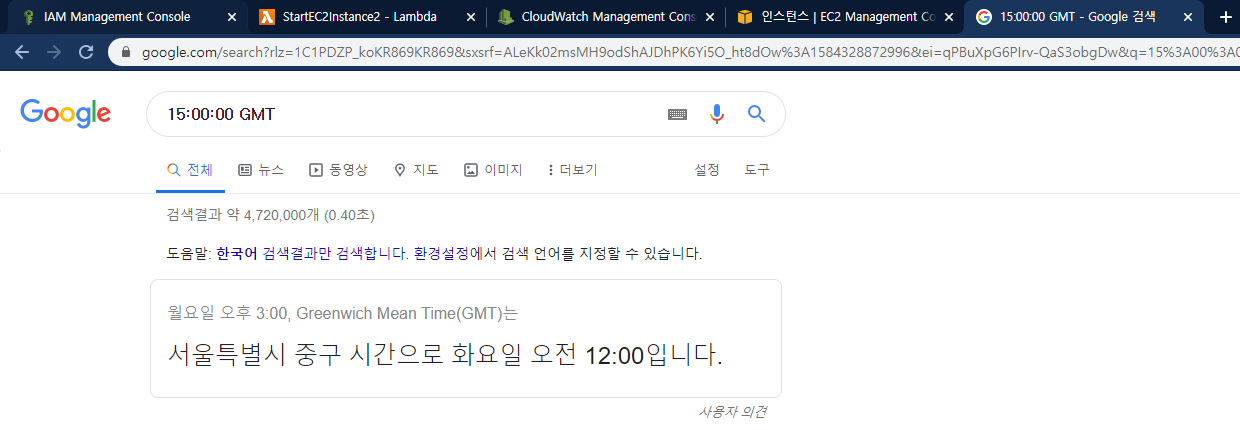 IAM Management Console
StartEC2Instance2 - Lambda
CloudWatch Management Cons
인스턴스 | EC2 Management Co
15:00:00 GMT - Google 검색
google.com/search?rlz=1C1PDZP_koKR869KR869&sxsrf=ALeKk02msMH9odShAJDhPK6Yi5O_ht8dOw%3A1584328872996&ei=qPBuXpG6PIrv-QaS3obgDw&q=15%3A00%3A0
Google
15:00:00 GMT
전체 뉴스 동영상 지도 이미지 더보기 설정 도구
검색결과 약 4,720,000개 (0.40초)
도움말: 한국어 검색결과만 검색합니다. 환경설정에서 검색 언어를 지정할 수 있습니다.
월요일 오후 3:00, Greenwich Mean Time(GMT)는
서울특별시 중구 시간으로 화요일 오전 12:00입니다.
사용자 의견